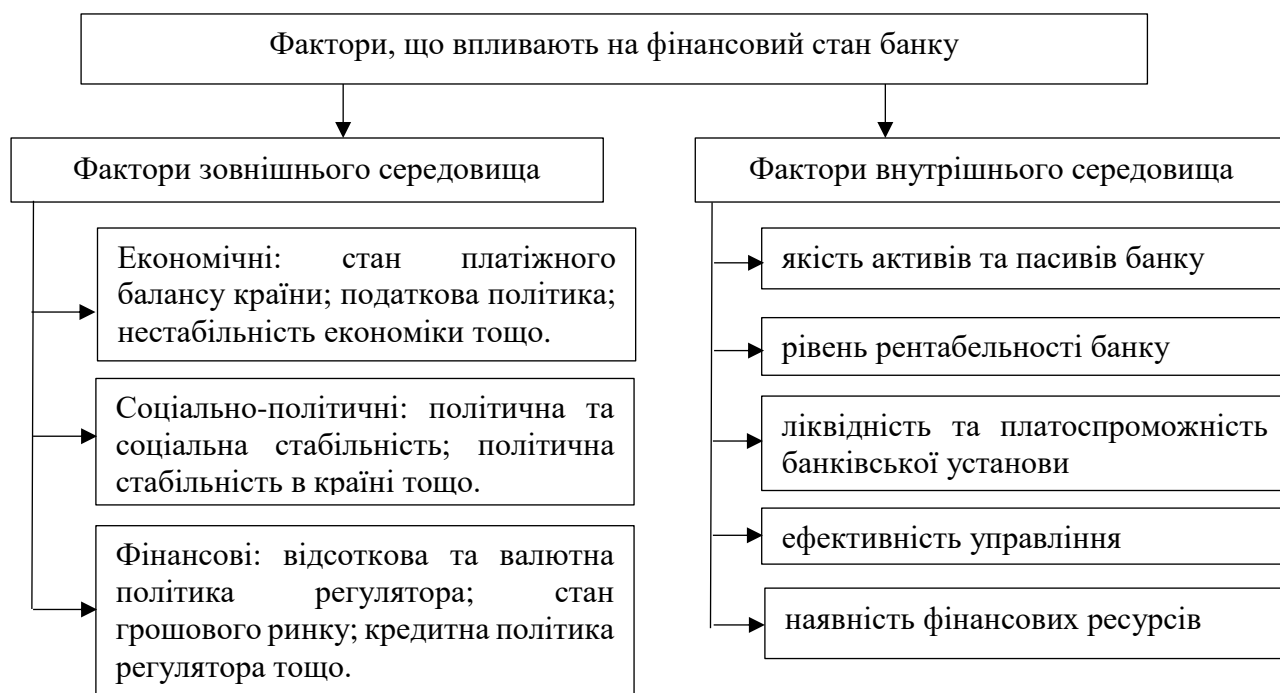 Фактори, що впливають на фінансовий стан банку
Фактори зовнішнього середовища
Економічні: стан платіжного
балансу країни; податкова політика;
нестабільність економіки тощо.
Соціально-політичні: політична та
соціальна стабільність; політична
стабільність в країні тощо.
Фінансові: відсоткова та валютна
політика регулятора; стан
грошового ринку; кредитна політика
регулятора тощо.
Фактори внутрішнього середовища
якість активів та пасивів банку
рівень рентабельності банку
ліквідність та платоспроможність
банківської установи
ефективність управління
наявність фінансових ресурсів